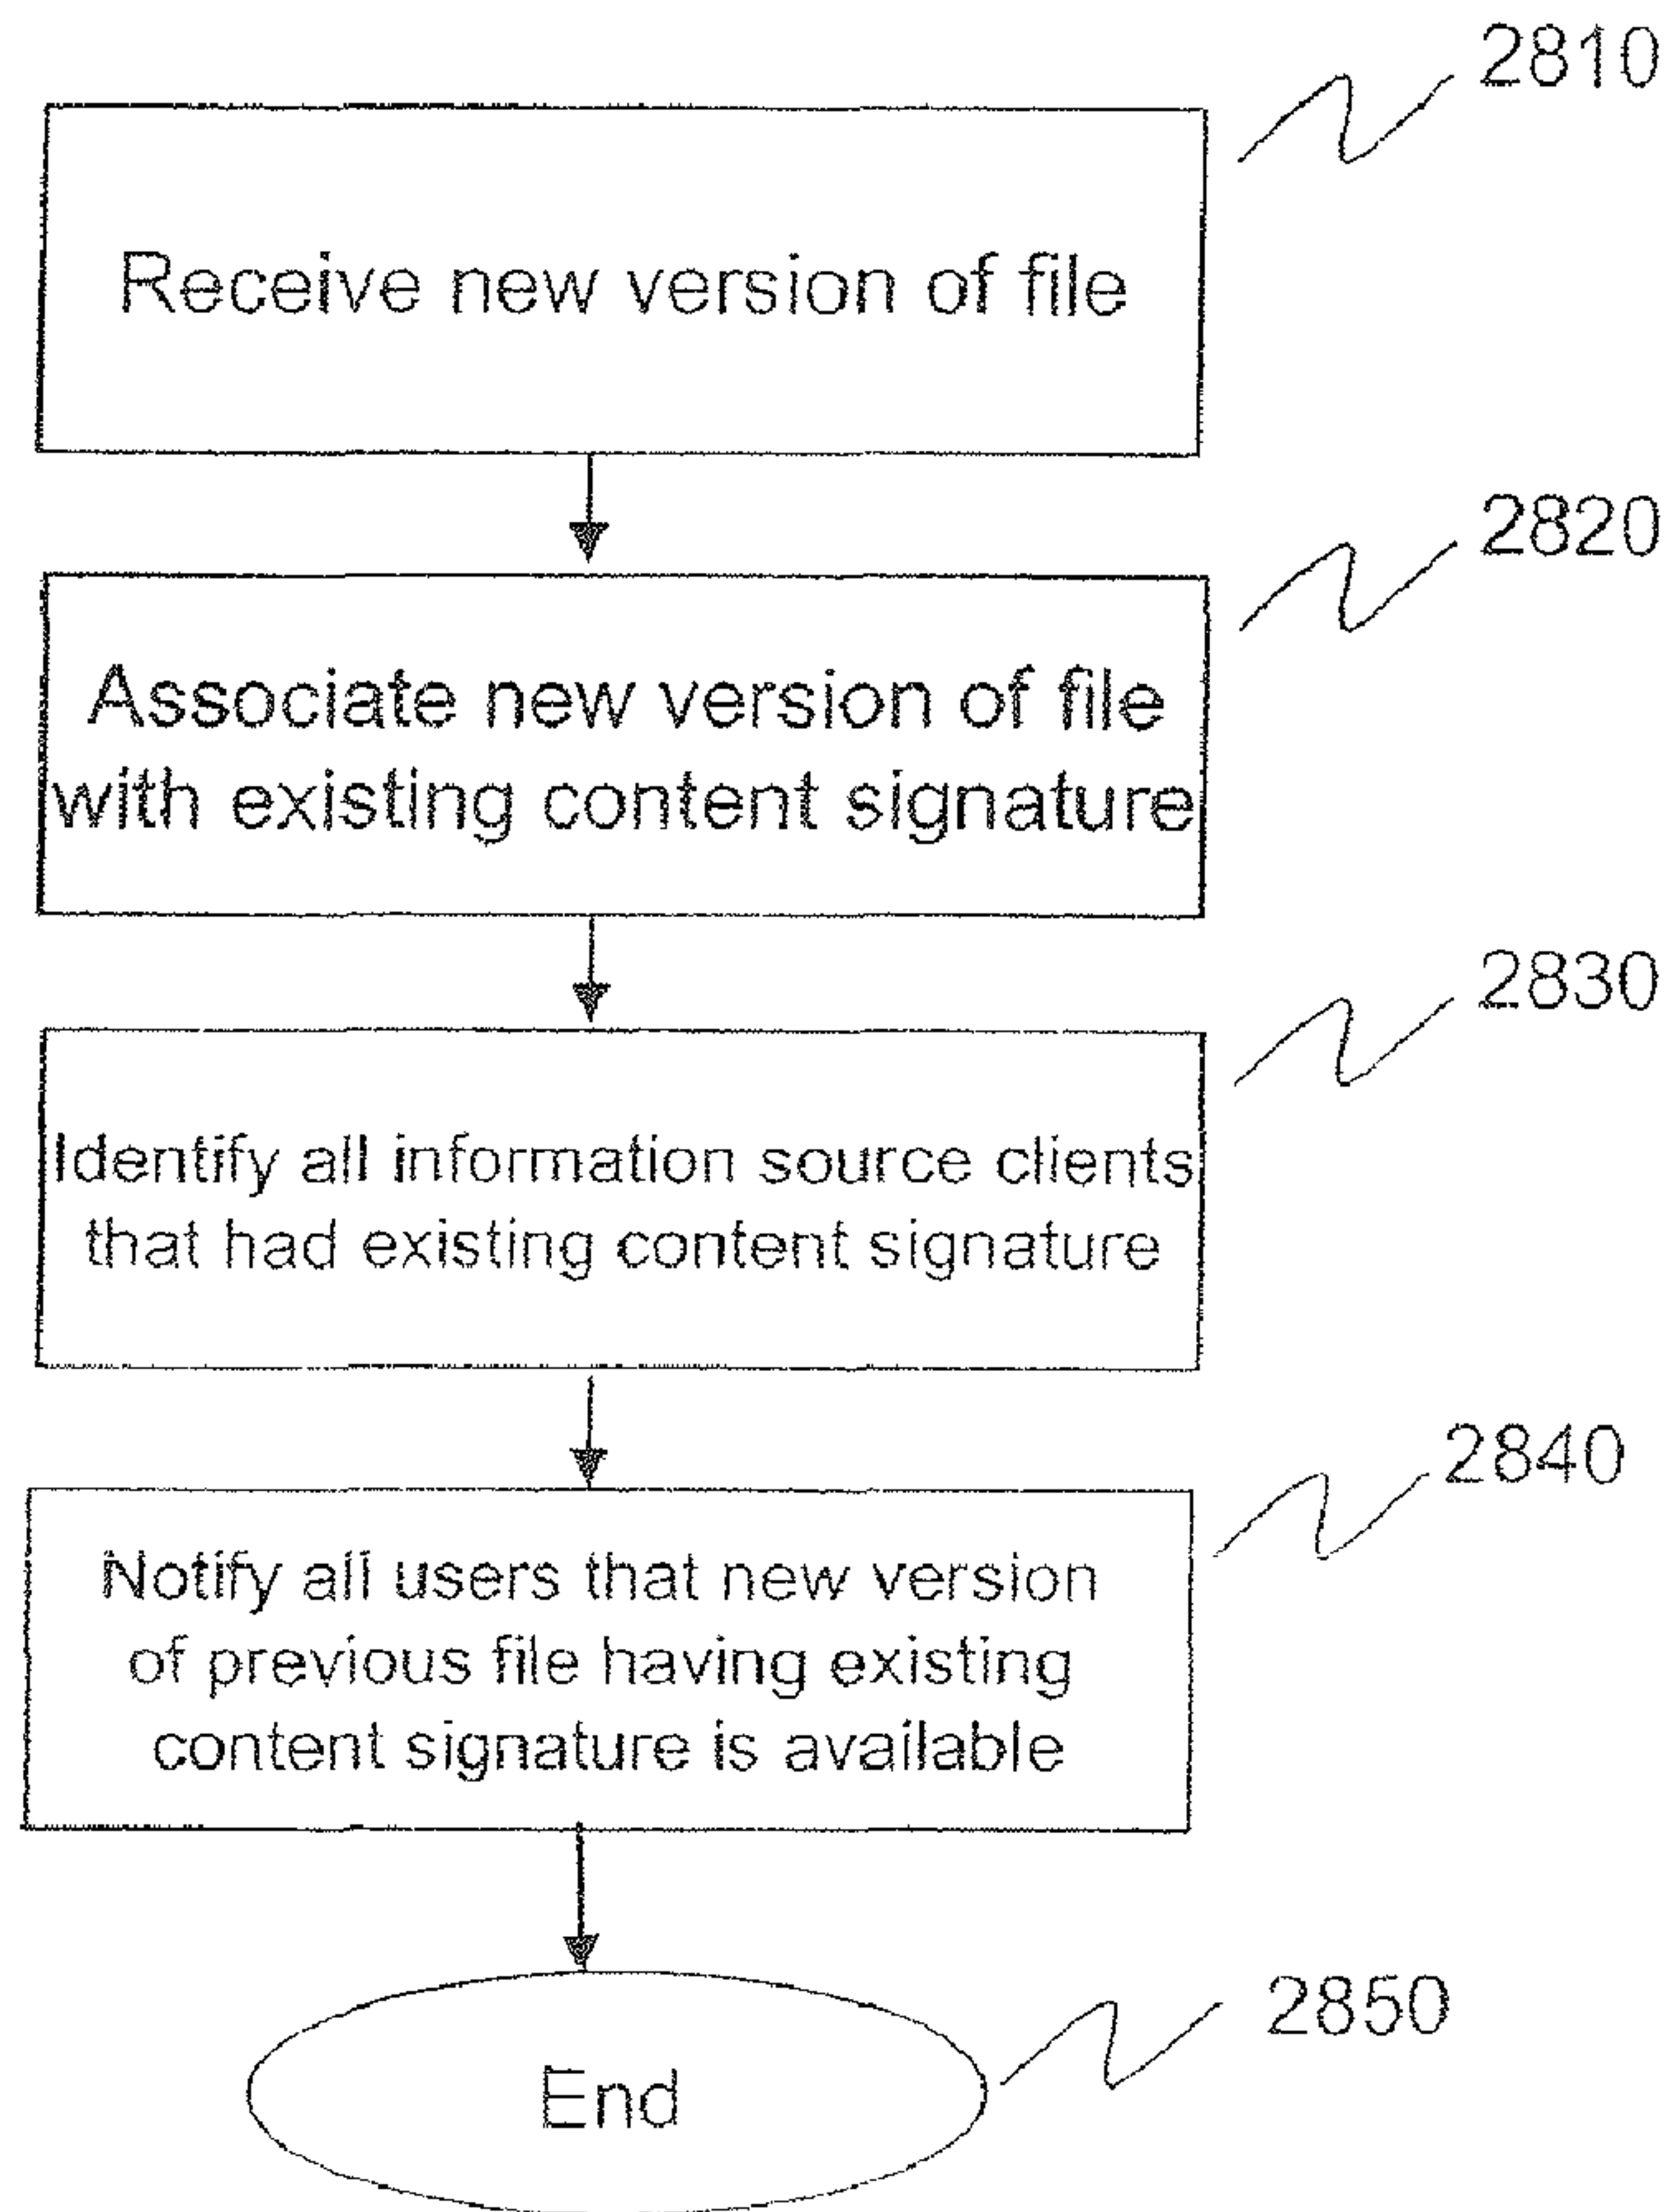 2810
Receive new version of file
2820
Associate new version of file
with existing content signature
2830
Identify all information source clients
that had existing content signature
2840
Notify all users that new version
of previous file having existing
content signature is available
2850
End